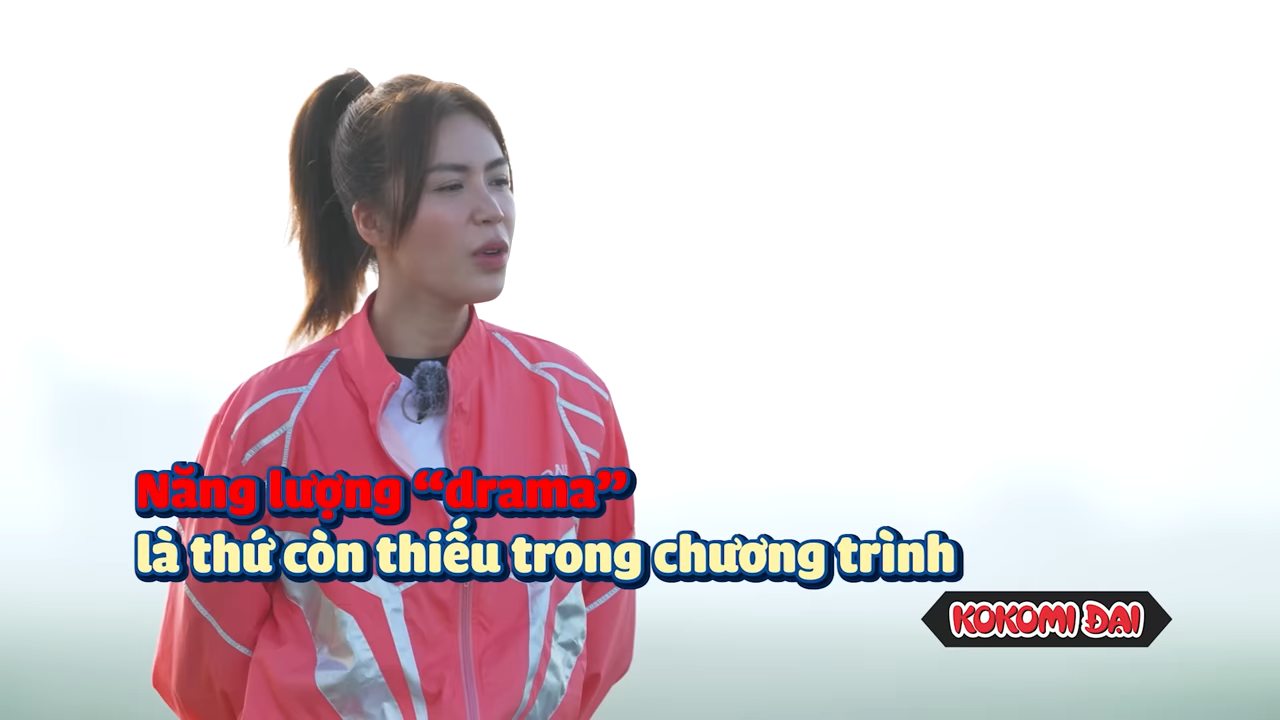 Năng lượng “drama”
là thứ còn thiếu trong chương trình
KOKOMI ĐẠI